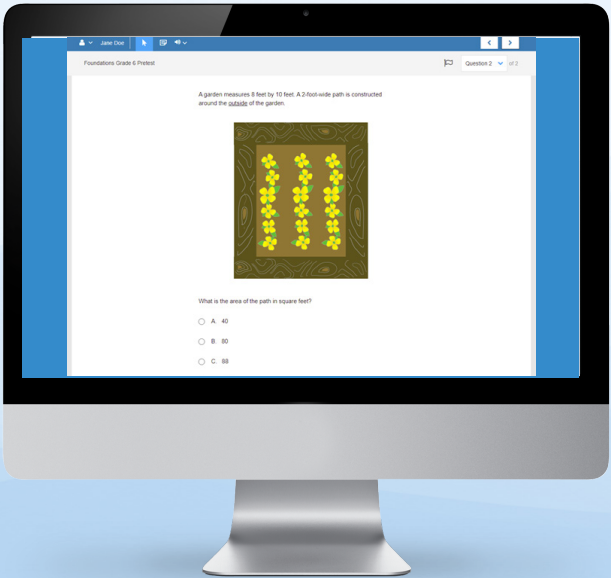 Jane Doe
Foundations Grade 6 Pretest
Question 2 of 2
A garden measures 8 feet by 10 feet. A 2-foot-wide path is constructed
around the outside of the garden.
What is the area of the path in square feet?
A. 40
B. 80
C. 88